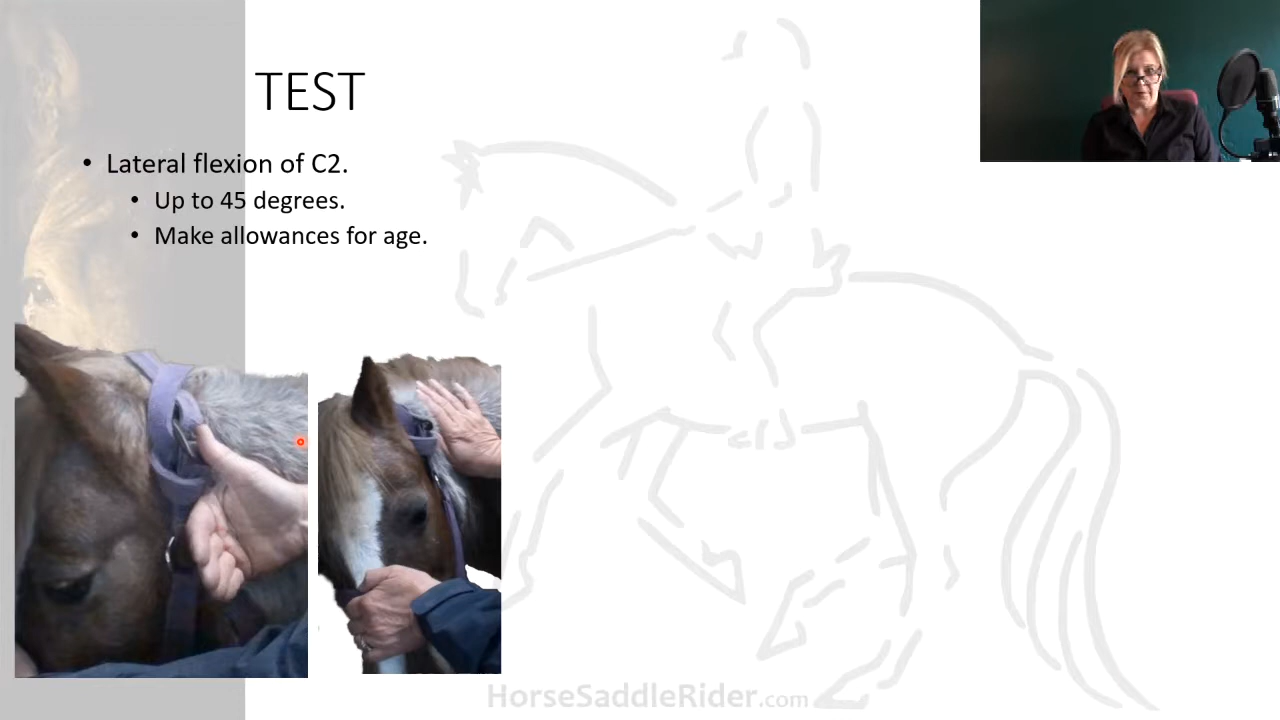 TEST
• Lateral flexion of C2.
• Up to 45 degrees.
• Make allowances for age.
HorseSaddleRider.com